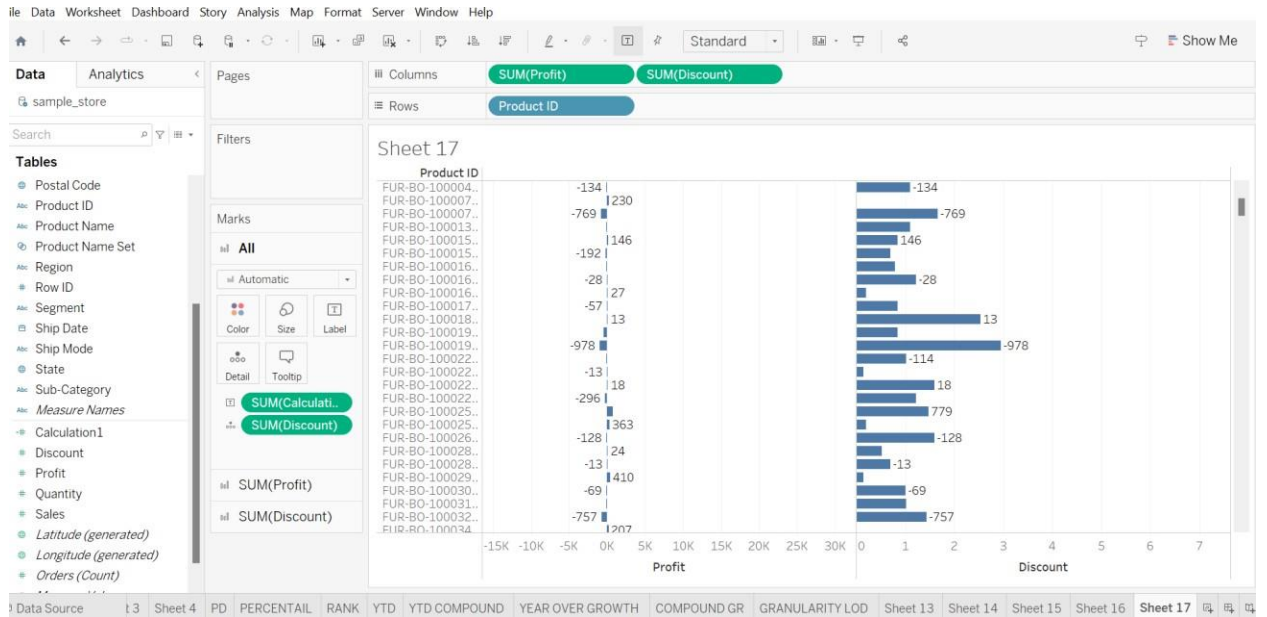 ile Data Worksheet Dashboard Story Analysis Map Format Server Window Help
Standard
Show Me
Data Analytics
sample_store
Search
Tables
Postal Code
Abc Product ID
Abc Product Name
Product Name Set
Abc Region
# Row ID
Abc Segment
Ship Date
Abc Ship Mode
State
Abc Sub-Category
Abc Measure Names
Calculation1
# Discount
# Profit
# Quantity
# Sales
Latitude (generated)
Longitude (generated)
# Orders (Count)
Pages
Filters
Marks
All
Automatic
Color Size Label
Detail Tooltip
SUM(Calculati..
SUM(Discount)
SUM(Profit)
SUM(Discount)
Columns SUM(Profit) SUM(Discount)
Rows Product ID
Sheet 17
Product ID
FUR-BO-100004.. -134 -134
FUR-BO-100007.. 230
FUR-BO-100007.. -769 -769
FUR-BO-100013..
FUR-BO-100015.. 146 146
FUR-BO-100015.. -192
FUR-BO-100016..
FUR-BO-100016.. -28 -28
FUR-BO-100016.. 27
FUR-BO-100017.. -57
FUR-BO-100018.. 13 13
FUR-BO-100019..
FUR-BO-100019.. -978 -978
FUR-BO-100022.. -114
FUR-BO-100022.. -13
FUR-BO-100022.. 18 18
FUR-BO-100022.. -296
FUR-BO-100025.. 779
FUR-BO-100025.. 363
FUR-BO-100026.. -128 -128
FUR-BO-100028.. 24
FUR-BO-100028.. -13 -13
FUR-BO-100029.. 410
FUR-BO-100030.. -69 -69
FUR-BO-100031..
FUR-BO-100032.. -757 -757
FUR-BO-100034.. 207
-15K -10K -5K 0K 5K 10K 15K 20K 25K 30K 0 1 2 3 4 5 6 7
Profit Discount
Data Source t 3 Sheet 4 PD PERCENTAIL RANK YTD YTD COMPOUND YEAR OVER GROWTH COMPOUND GR GRANULARITY LOD Sheet 13 Sheet 14 Sheet 15 Sheet 16 Sheet 17